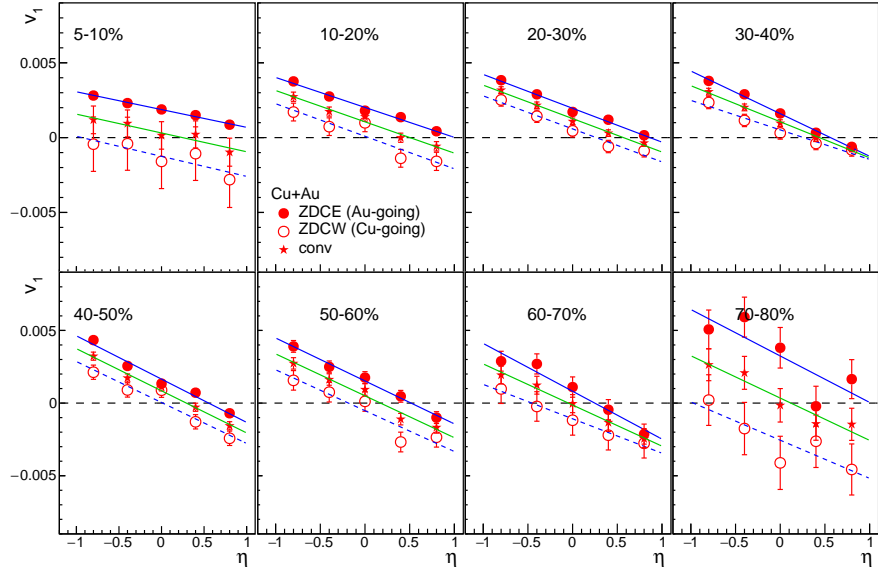 v₁
5-10%
10-20%
20-30%
30-40%
0.005
0
−0.005
Cu+Au
ZDCE (Au-going)
ZDCW (Cu-going)
conv
v₁
40-50%
50-60%
60-70%
70-80%
0.005
0
−0.005
−1 −0.5 0 0.5 1 −1 −0.5 0 0.5 1 −1 −0.5 0 0.5 1 −1 −0.5 0 0.5 1
η η η η